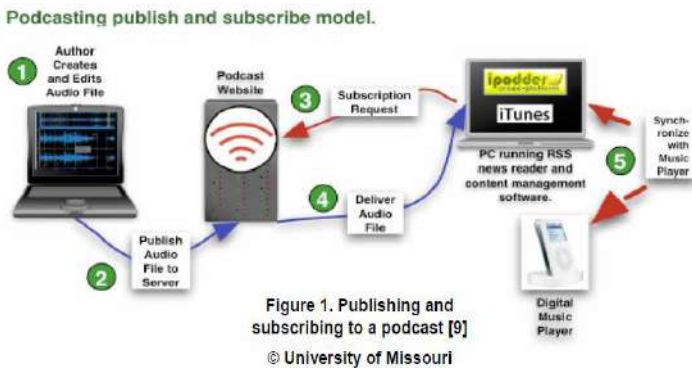 Podcasting publish and subscribe model.
1
Author
Creates
and Edits
Audio File
2
Publish
Audio
File to
Server
Podcast
Website
3
Subscription
Request
4
Deliver
Audio
File
ipodder
iTunes
PC running RSS
news reader and
content management
software.
5
Synch-
ronize
with
Music
Player
Digital
Music
Player
Figure 1. Publishing and
subscribing to a podcast [9]
© University of Missouri